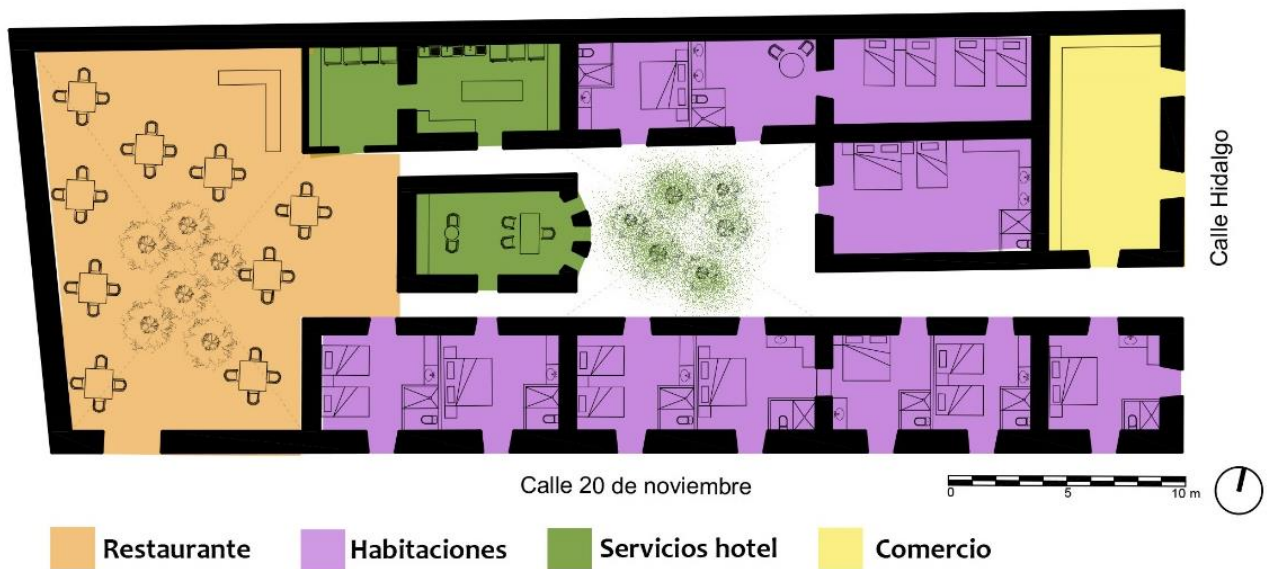 Calle Hidalgo
Calle 20 de noviembre
0 5 10 m
Restaurante
Habitaciones
Servicios hotel
Comercio